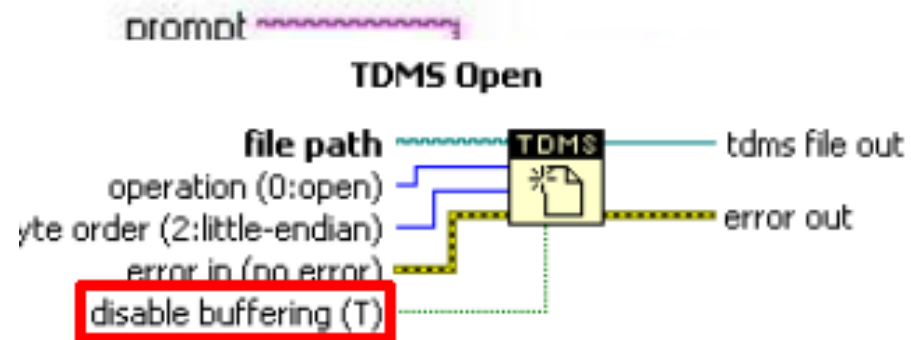 prompt
TDMS Open
file path
TDMS
tdms file out
operation (0:open)
yte order (2:little-endian)
error out
error in (no error)
disable buffering (T)